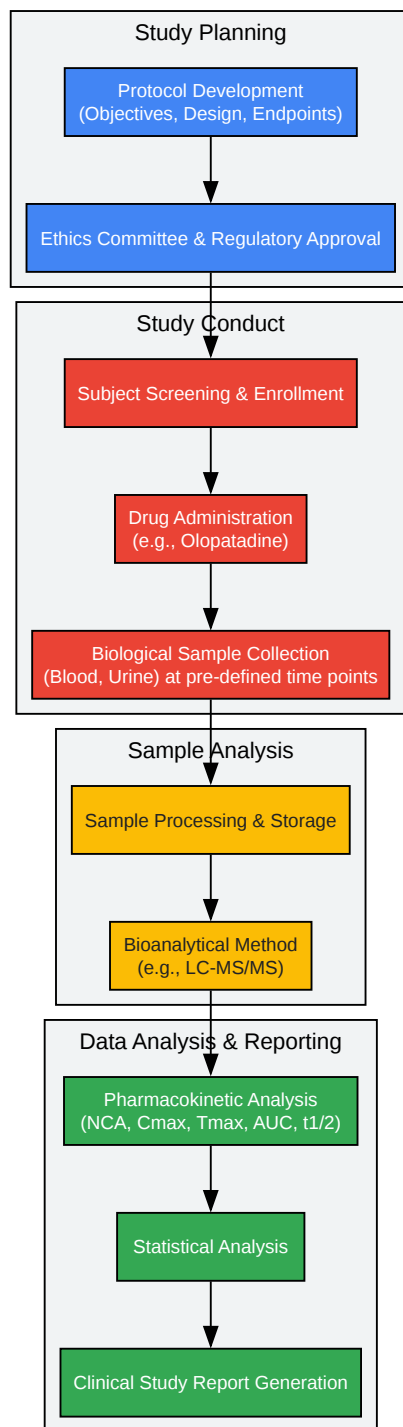 Study Planning
Protocol Development
(Objectives, Design, Endpoints)
Ethics Committee & Regulatory Approval
Study Conduct
Subject Screening & Enrollment
Drug Administration
(e.g., Olopatadine)
Biological Sample Collection
(Blood, Urine) at pre-defined time points
Sample Analysis
Sample Processing & Storage
Bioanalytical Method
(e.g., LC-MS/MS)
Data Analysis & Reporting
Pharmacokinetic Analysis
(NCA, Cmax, Tmax, AUC, t1/2)
Statistical Analysis
Clinical Study Report Generation